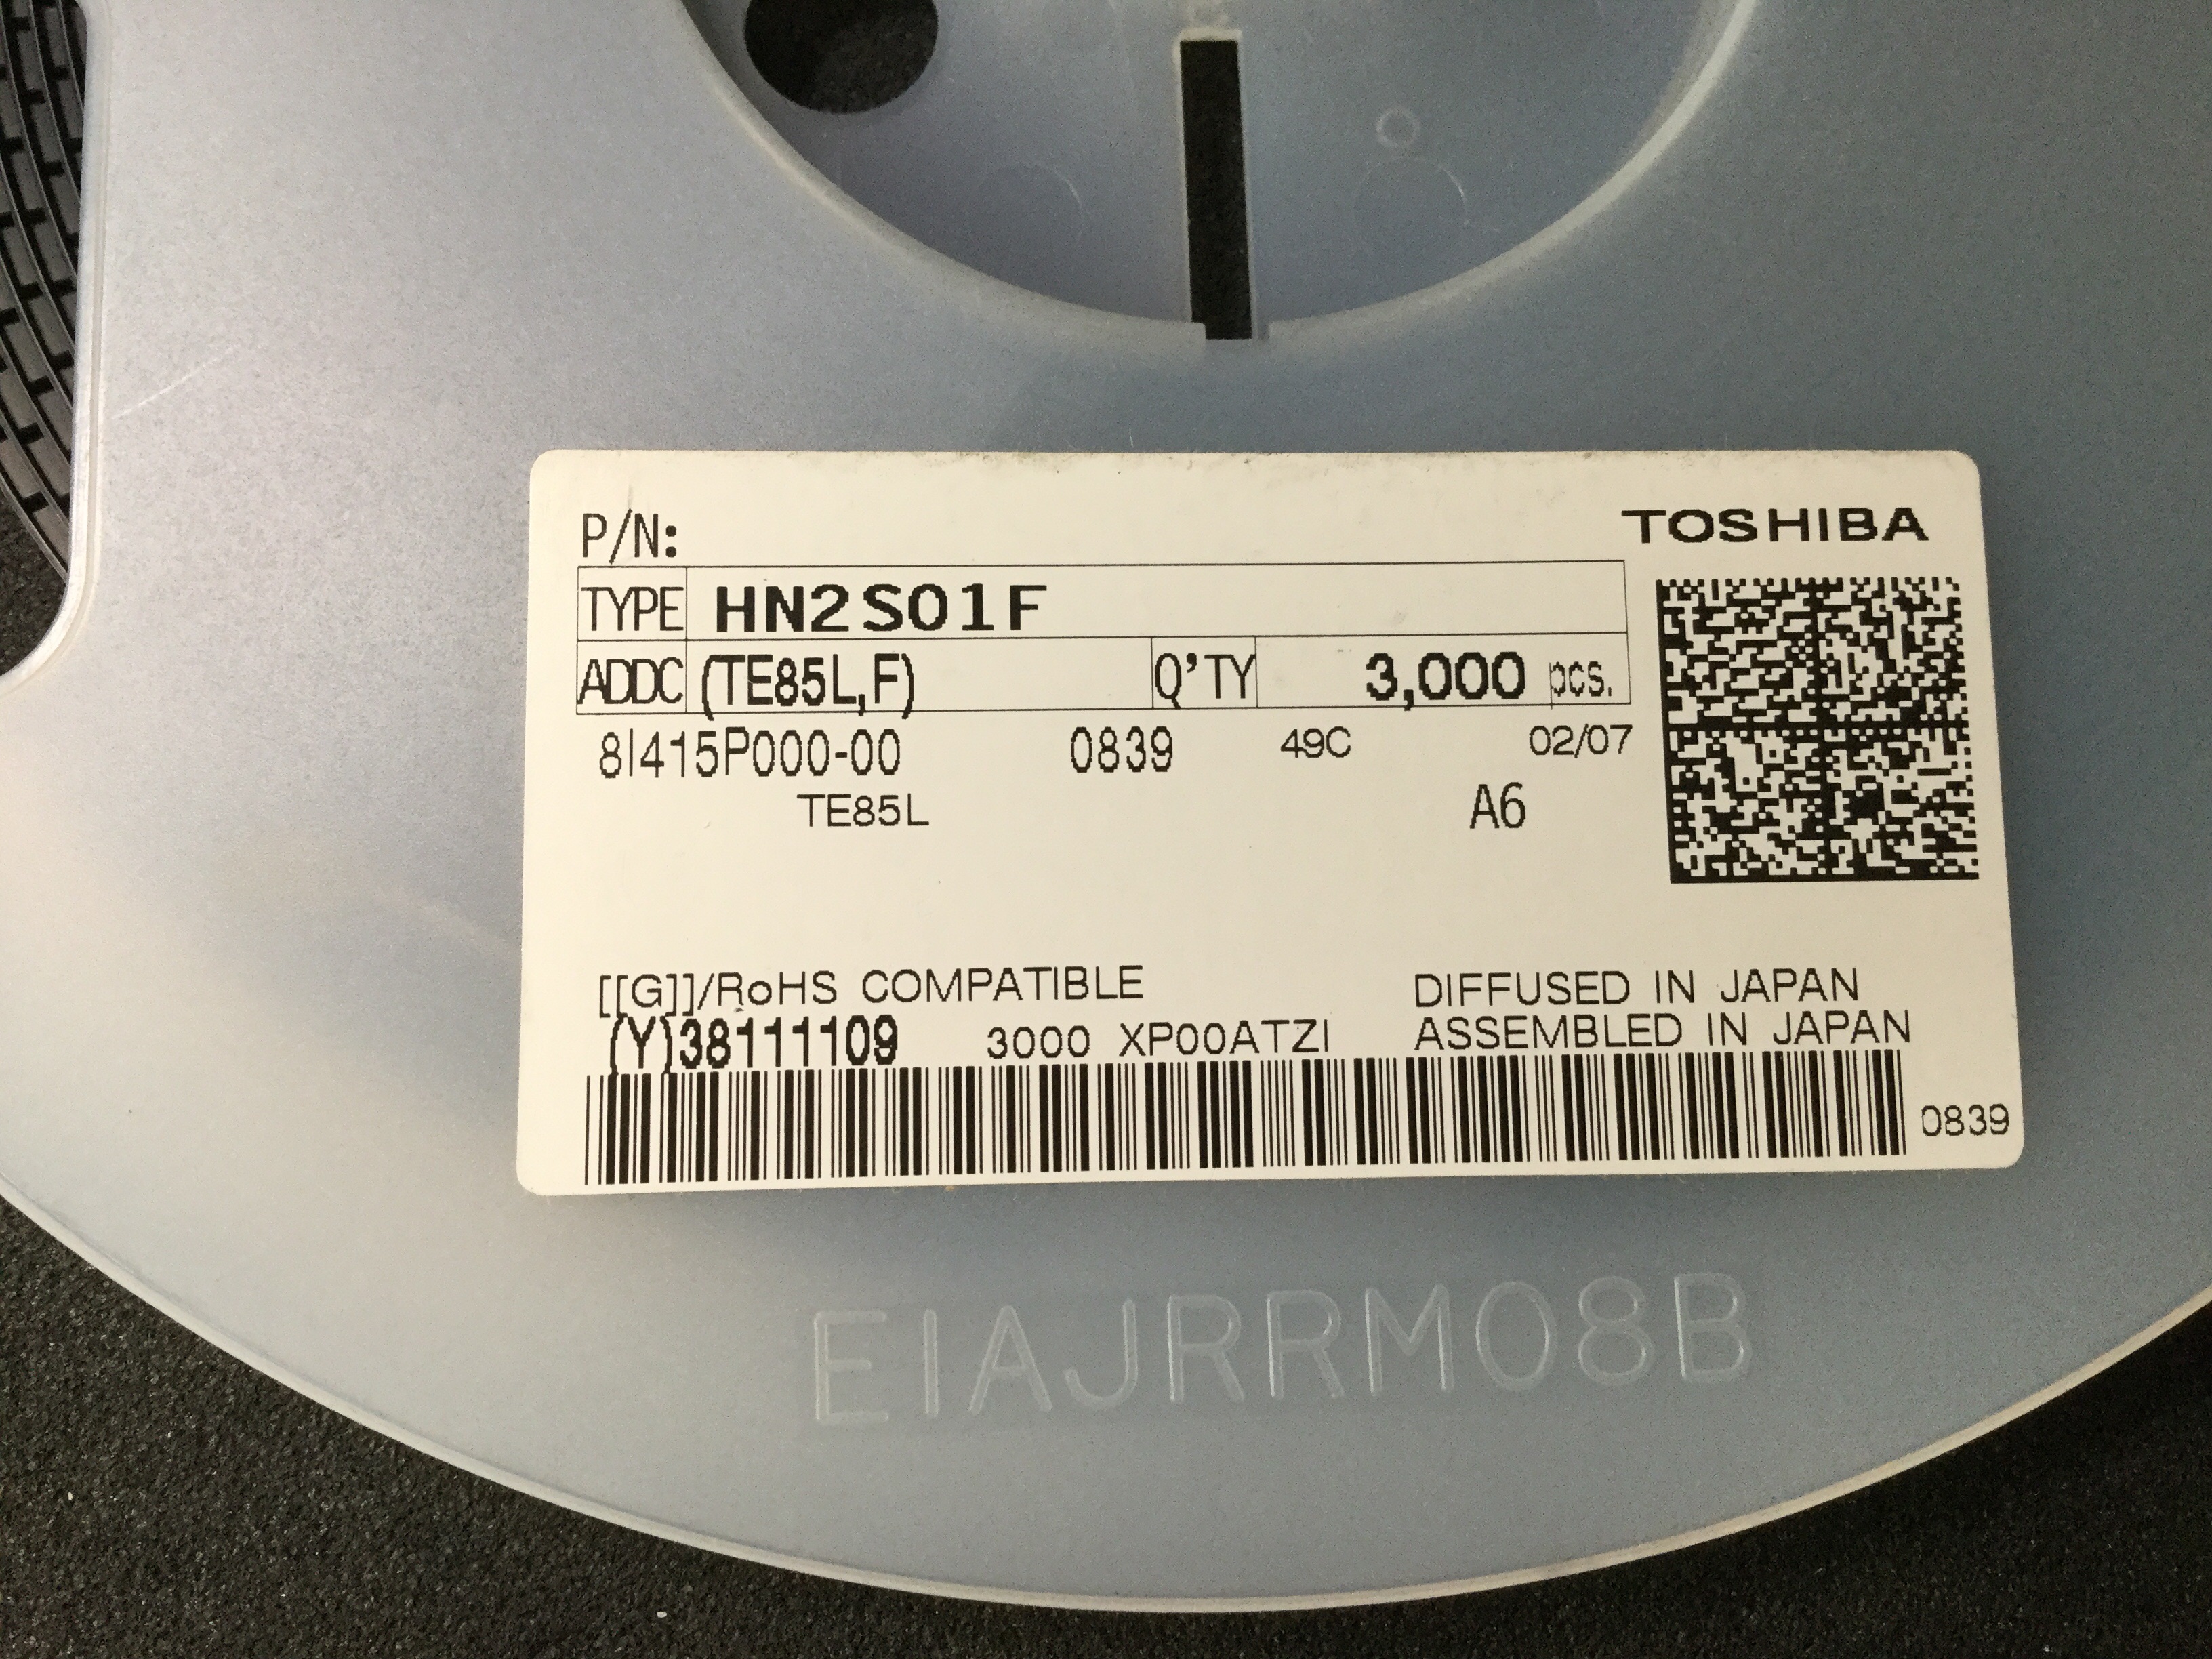 P/N:
TOSHIBA
TYPE HN2S01F
ADDC (TE85L,F) Q'TY 3,000 pcs.
8I415P000-00 0839 49C 02/07
TE85L A6
[[G]]/RoHS COMPATIBLE DIFFUSED IN JAPAN
(Y)38111109 3000 XP00ATZI ASSEMBLED IN JAPAN
0839
EIAJRRM08B